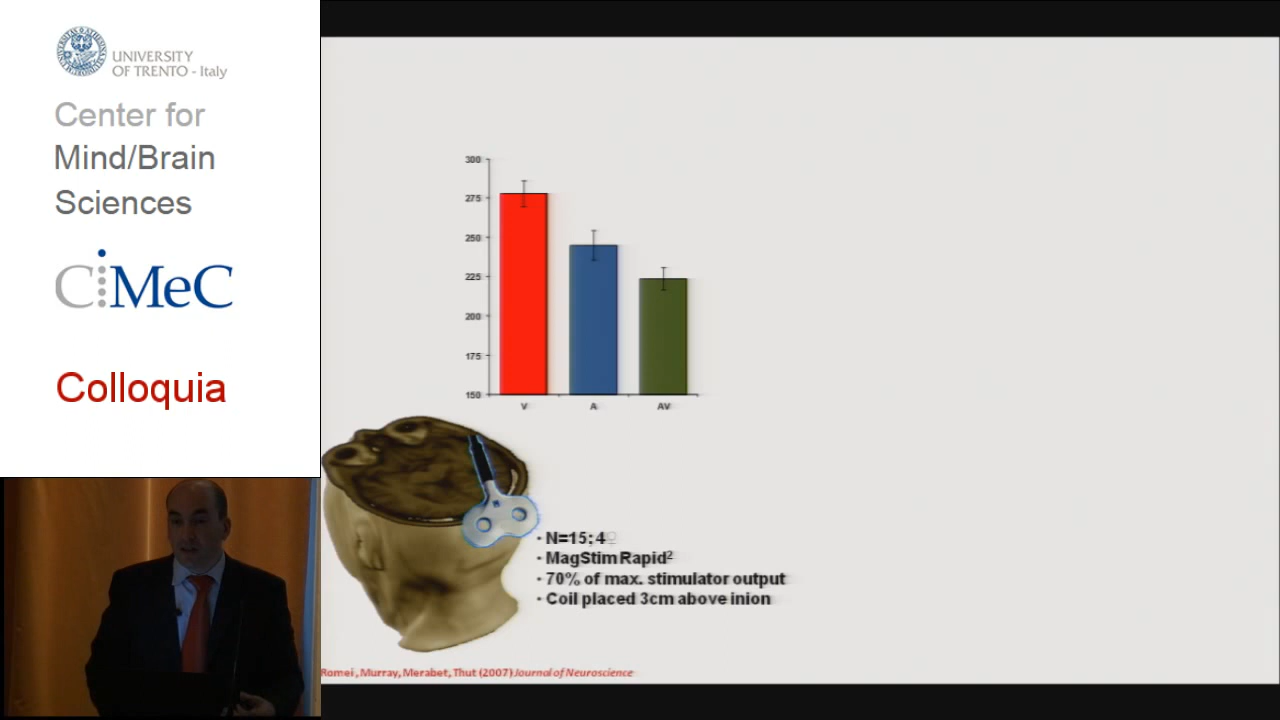 UNIVERSITY
OF TRENTO - Italy
Center for
Mind/Brain
Sciences
CiMeC
Colloquia
300
275
250
225
200
175
150
V A AV
· N=15; 4♀
· MagStim Rapid²
· 70% of max. stimulator output
· Coil placed 3cm above inion
Romei, Murray, Merabet, Thut (2007) Journal of Neuroscience